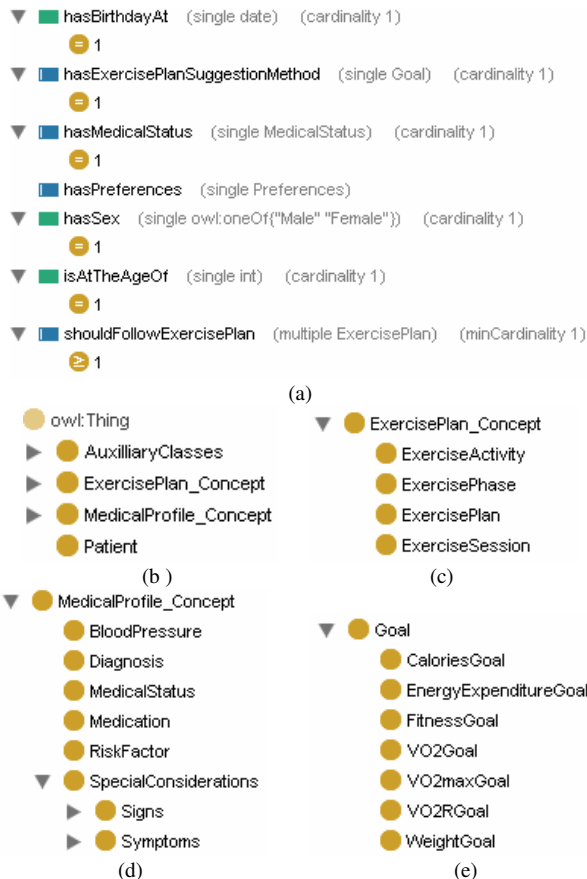 hasBirthdayAt (single date) (cardinality 1)
= 1
hasExercisePlanSuggestionMethod (single Goal) (cardinality 1)
= 1
hasMedicalStatus (single MedicalStatus) (cardinality 1)
= 1
hasPreferences (single Preferences)
hasSex (single owl:oneOf{"Male" "Female"}) (cardinality 1)
= 1
isAtTheAgeOf (single int) (cardinality 1)
= 1
shouldFollowExercisePlan (multiple ExercisePlan) (minCardinality 1)
≥ 1
(a)
owl:Thing
AuxilliaryClasses
ExercisePlan_Concept
MedicalProfile_Concept
Patient
(b )
ExercisePlan_Concept
ExerciseActivity
ExercisePhase
ExercisePlan
ExerciseSession
(c)
MedicalProfile_Concept
BloodPressure
Diagnosis
MedicalStatus
Medication
RiskFactor
SpecialConsiderations
Signs
Symptoms
(d)
Goal
CaloriesGoal
EnergyExpenditureGoal
FitnessGoal
VO2Goal
VO2maxGoal
VO2RGoal
WeightGoal
(e)